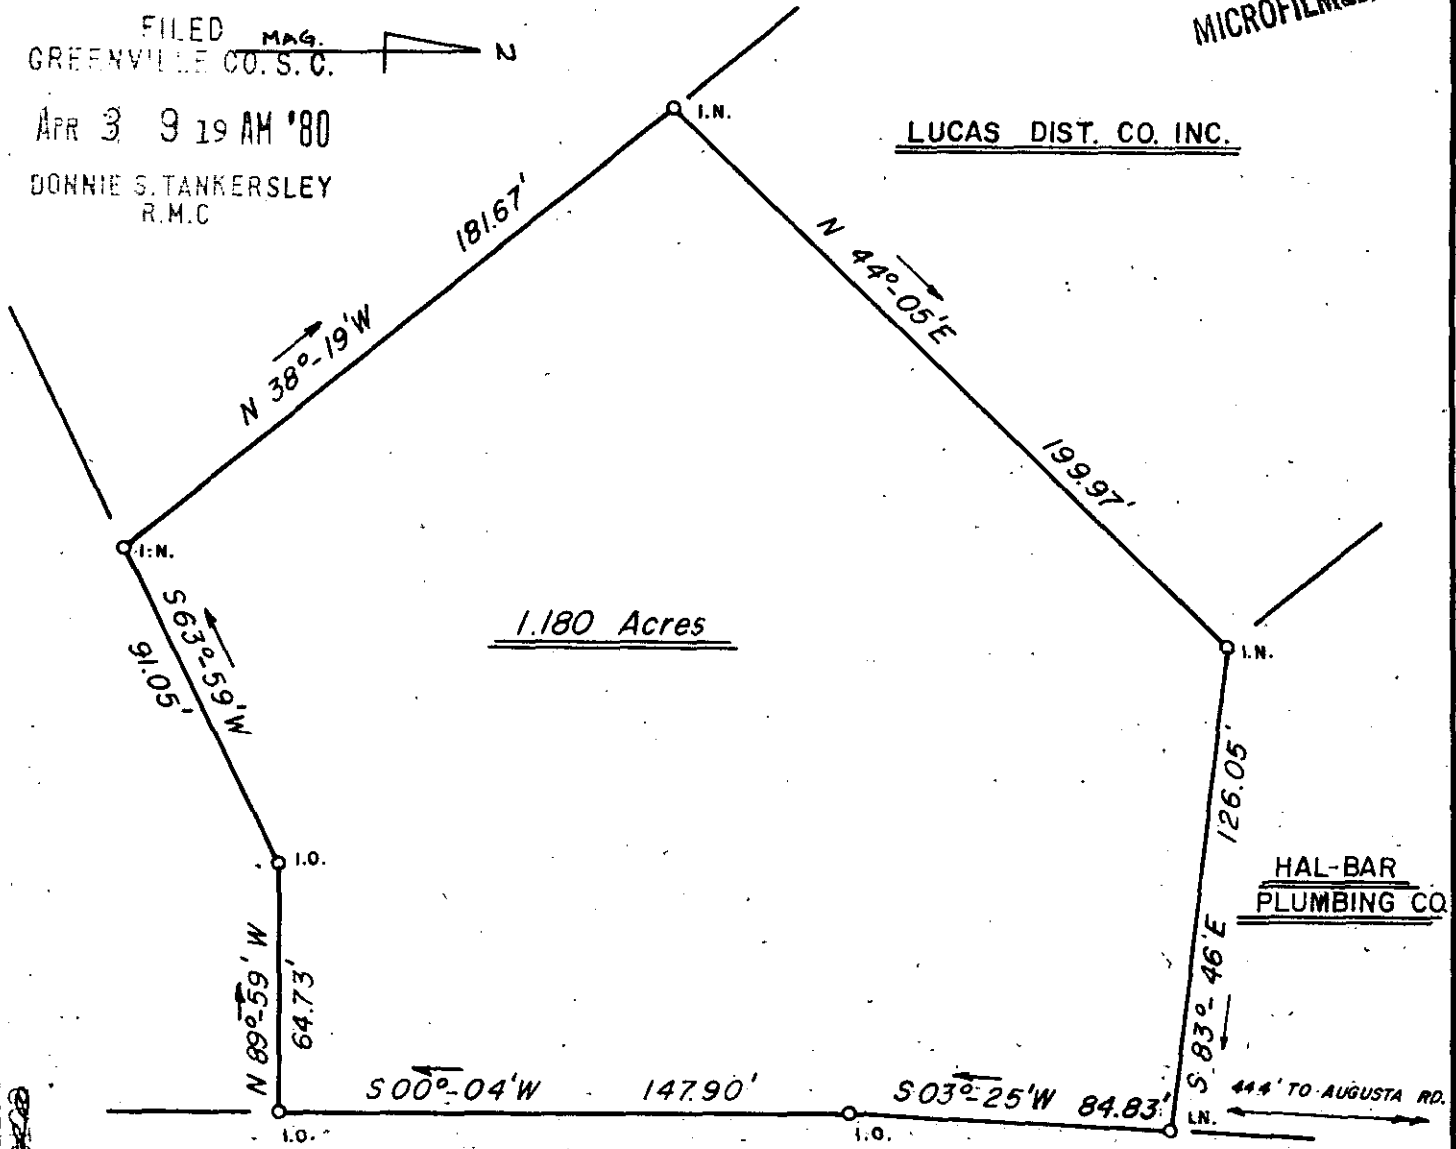 FILED
GREENVILLE CO. S. C.
APR 3 9 19 AM '80
DONNIE S. TANKERSLEY
R.M.C
MAG.
N
I.N.
LUCAS DIST. CO. INC.
181.67'
N 38°-19'W
N 44°-05'E
199.97'
I.N.
S 63°-59'W
91.05'
1.180 Acres
I.N.
126.05'
I.O.
HAL-BAR
PLUMBING CO
N 89°-59' W
64.73'
S 83°-46'E
S 00°-04'W 147.90' S 03°-25'W 84.83'
I.N.
444' TO AUGUSTA RD.
I.O.
I.O.